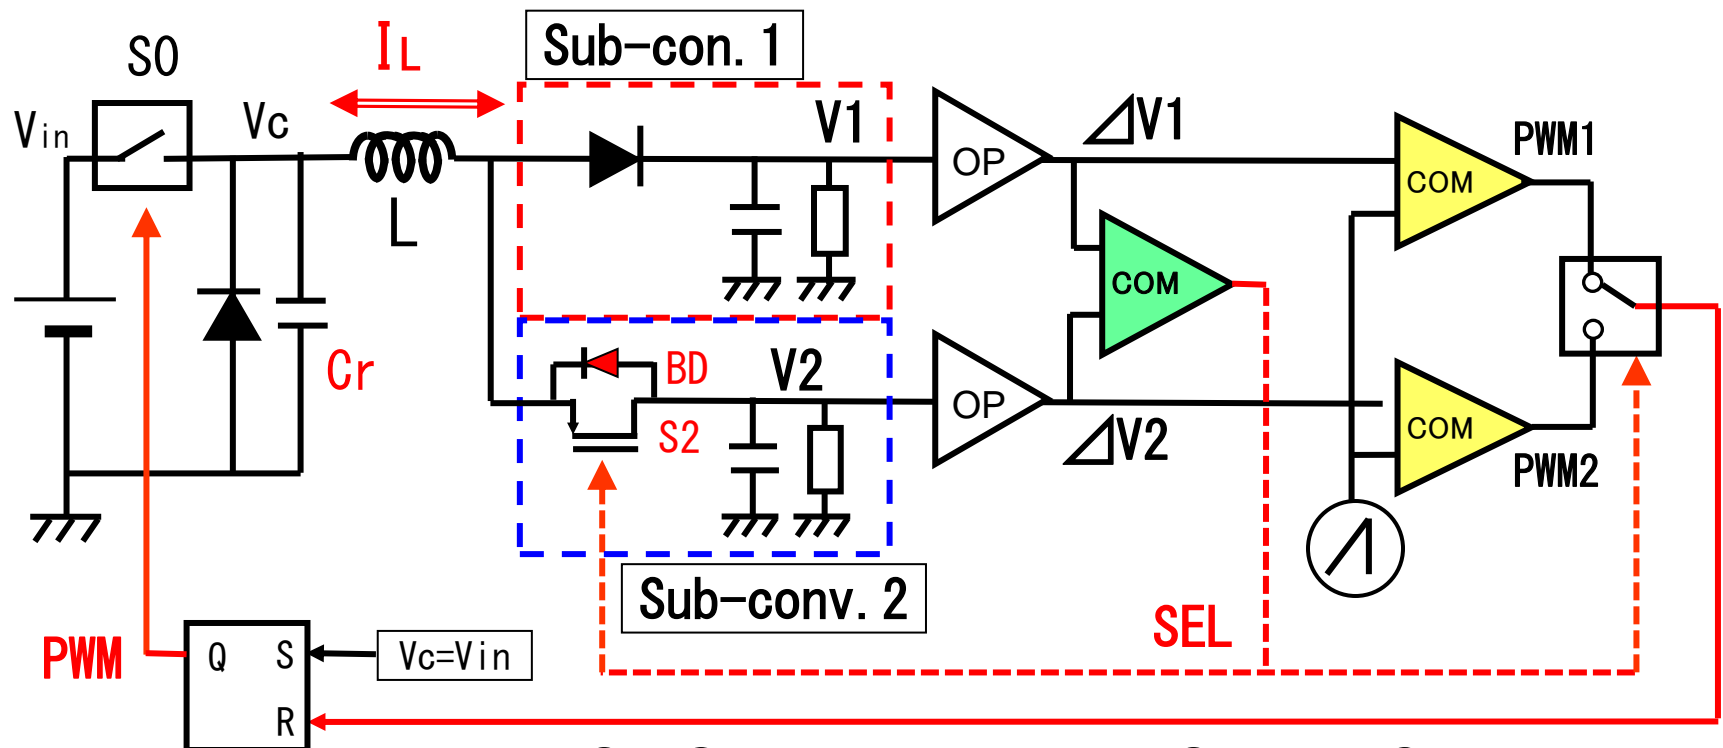 Sub-con.1
S0
IL
Vin
Vc
V1
⊿V1
PWM1
OP
COM
L
COM
Cr
BD
V2
S2
OP
⊿V2
COM
PWM2
Sub-conv.2
SEL
PWM
Q
S
Vc=Vin
R